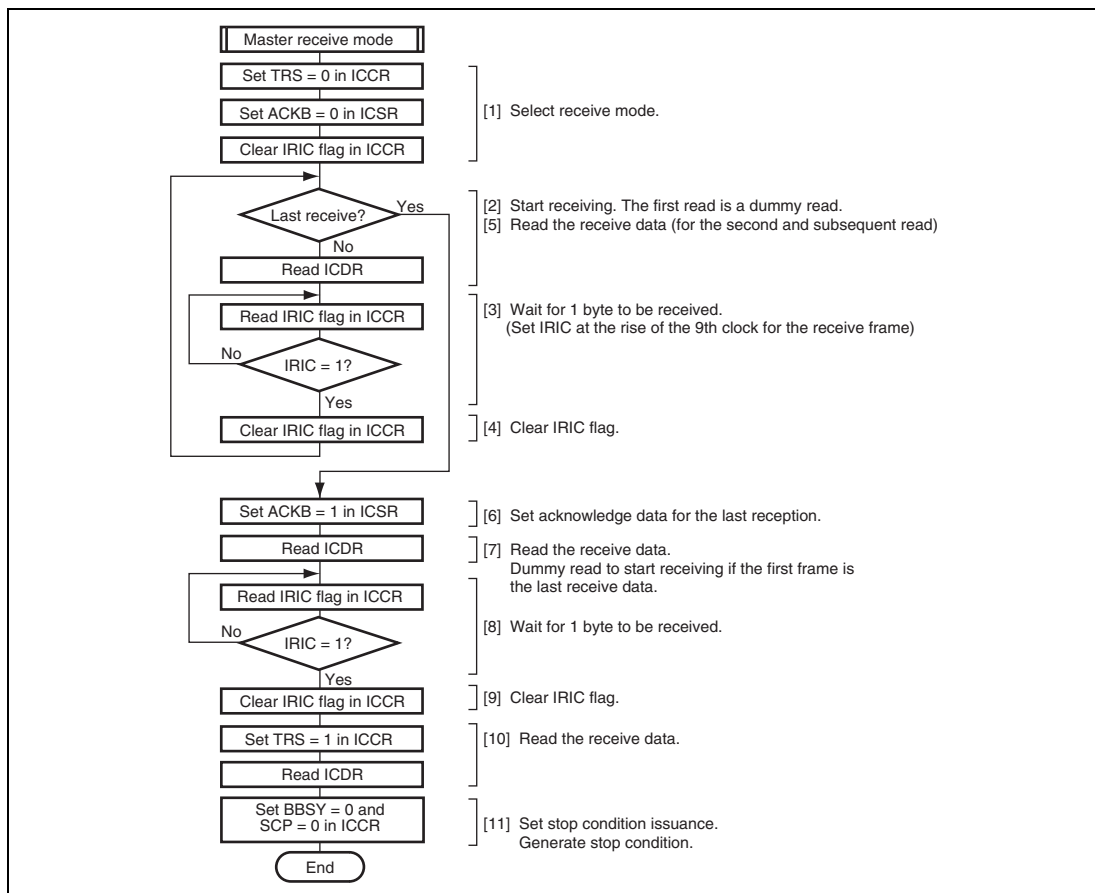 Master receive mode
Set TRS = 0 in ICCR
Set ACKB = 0 in ICSR
[1] Select receive mode.
Clear IRIC flag in ICCR
Last receive?
Yes
[2] Start receiving. The first read is a dummy read.
[5] Read the receive data (for the second and subsequent read)
No
Read ICDR
Read IRIC flag in ICCR
[3] Wait for 1 byte to be received.
(Set IRIC at the rise of the 9th clock for the receive frame)
No
IRIC = 1?
Yes
Clear IRIC flag in ICCR
[4] Clear IRIC flag.
Set ACKB = 1 in ICSR
[6] Set acknowledge data for the last reception.
Read ICDR
[7] Read the receive data.
Dummy read to start receiving if the first frame is
the last receive data.
Read IRIC flag in ICCR
No
IRIC = 1?
[8] Wait for 1 byte to be received.
Yes
Clear IRIC flag in ICCR
[9] Clear IRIC flag.
Set TRS = 1 in ICCR
[10] Read the receive data.
Read ICDR
Set BBSY = 0 and
SCP = 0 in ICCR
[11] Set stop condition issuance.
Generate stop condition.
End